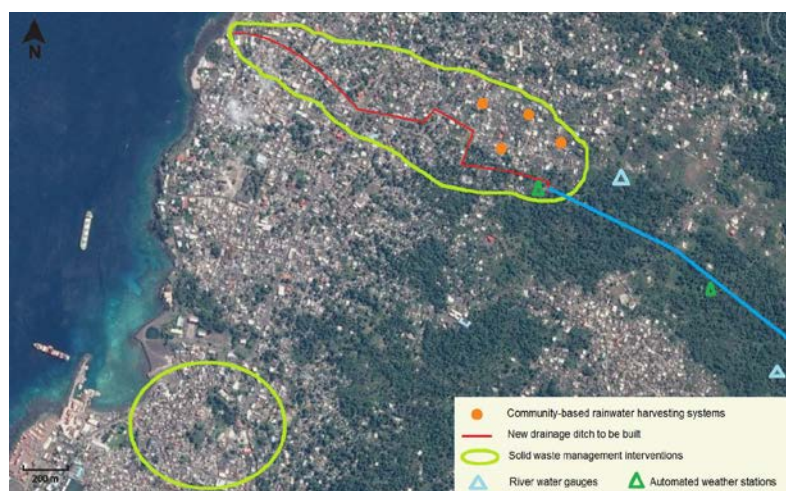 N
Community-based rainwater harvesting systems
New drainage ditch to be built
Solid waste management interventions
River water gauges Automated weather stations
200 m